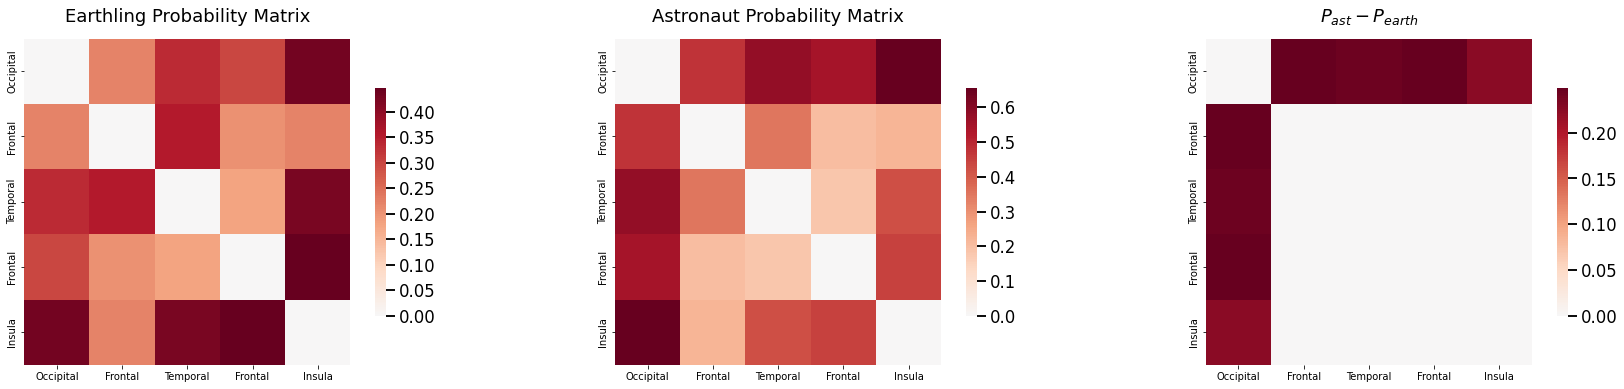 Earthling Probability Matrix
Occipital
Frontal
Temporal
Frontal
Insula
Occipital Frontal Temporal Frontal Insula
0.40
0.35
0.30
0.25
0.20
0.15
0.10
0.05
0.00
Astronaut Probability Matrix
Occipital
Frontal
Temporal
Frontal
Insula
Occipital Frontal Temporal Frontal Insula
0.6
0.5
0.4
0.3
0.2
0.1
0.0
P_{ast} − P_{earth}
Occipital
Frontal
Temporal
Frontal
Insula
Occipital Frontal Temporal Frontal Insula
0.20
0.15
0.10
0.05
0.00